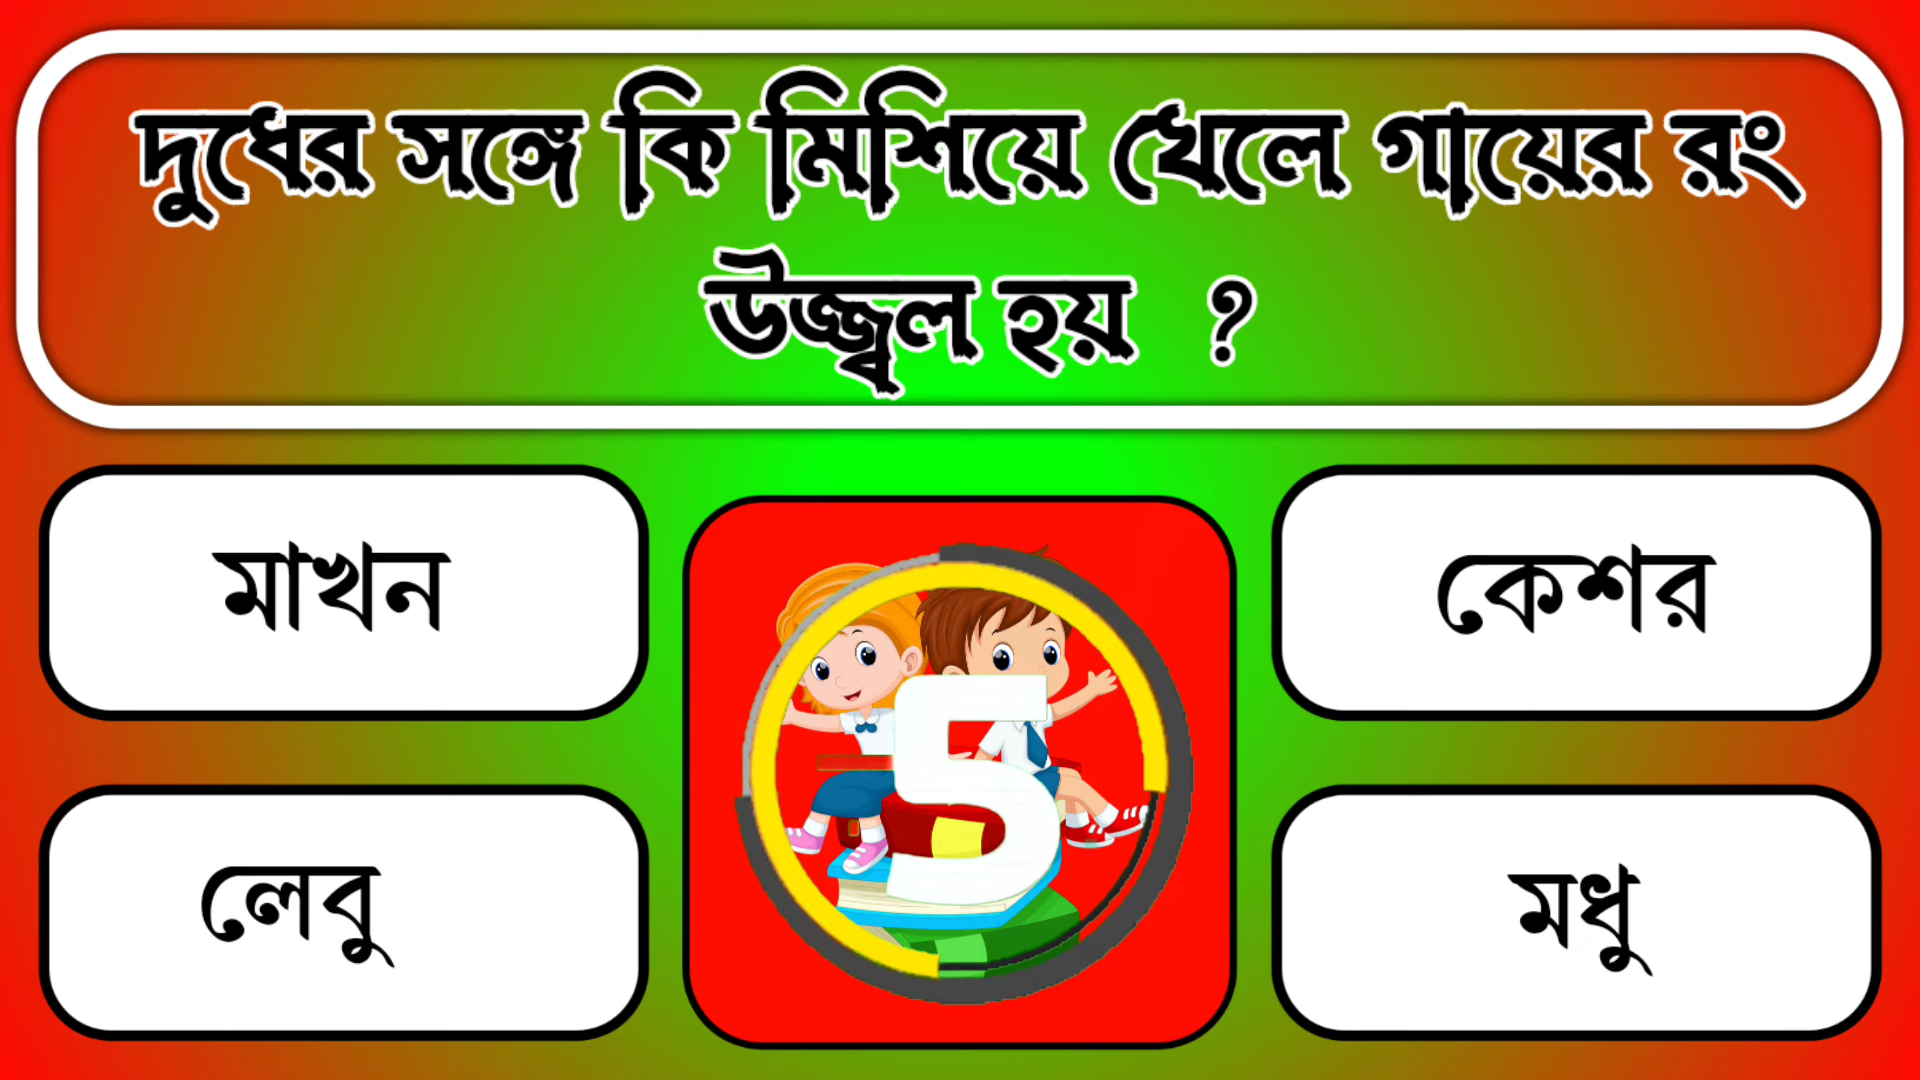 দুধের সঙ্গে কি মিশিয়ে খেলে গায়ের রং
উজ্জ্বল হয় ?
মাখন
কেশর
5
লেবু
মধু